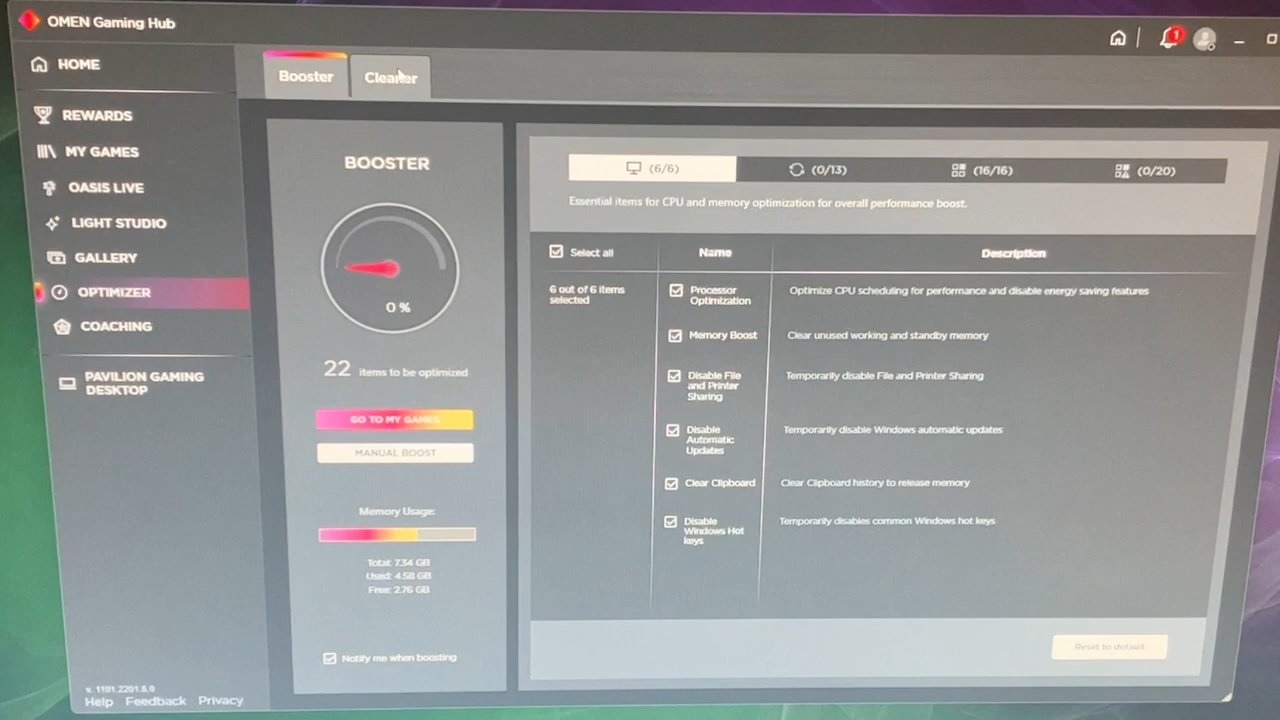 OMEN Gaming Hub
1
HOME
REWARDS
MY GAMES
OASIS LIVE
LIGHT STUDIO
GALLERY
OPTIMIZER
COACHING
PAVILION GAMING
DESKTOP
v. 1101.2201.8.0
Help Feedback Privacy
Booster
Cleaner
BOOSTER
0 %
22 items to be optimized
GO TO MY GAMES
MANUAL BOOST
Memory Usage:
Total: 7.34 GB
Used: 4.58 GB
Free: 2.76 GB
Notify me when boosting
(6/6)
(0/13)
(16/16)
(0/20)
Essential items for CPU and memory optimization for overall performance boost.
Select all
Name
Description
6 out of 6 items
selected
Processor
Optimization
Optimize CPU scheduling for performance and disable energy saving features
Memory Boost
Clear unused working and standby memory
Disable File
and Printer
Sharing
Temporarily disable File and Printer Sharing
Disable
Automatic
Updates
Temporarily disable Windows automatic updates
Clear Clipboard
Clear Clipboard history to release memory
Disable
Windows Hot
keys
Temporarily disables common Windows hot keys
Reset to default